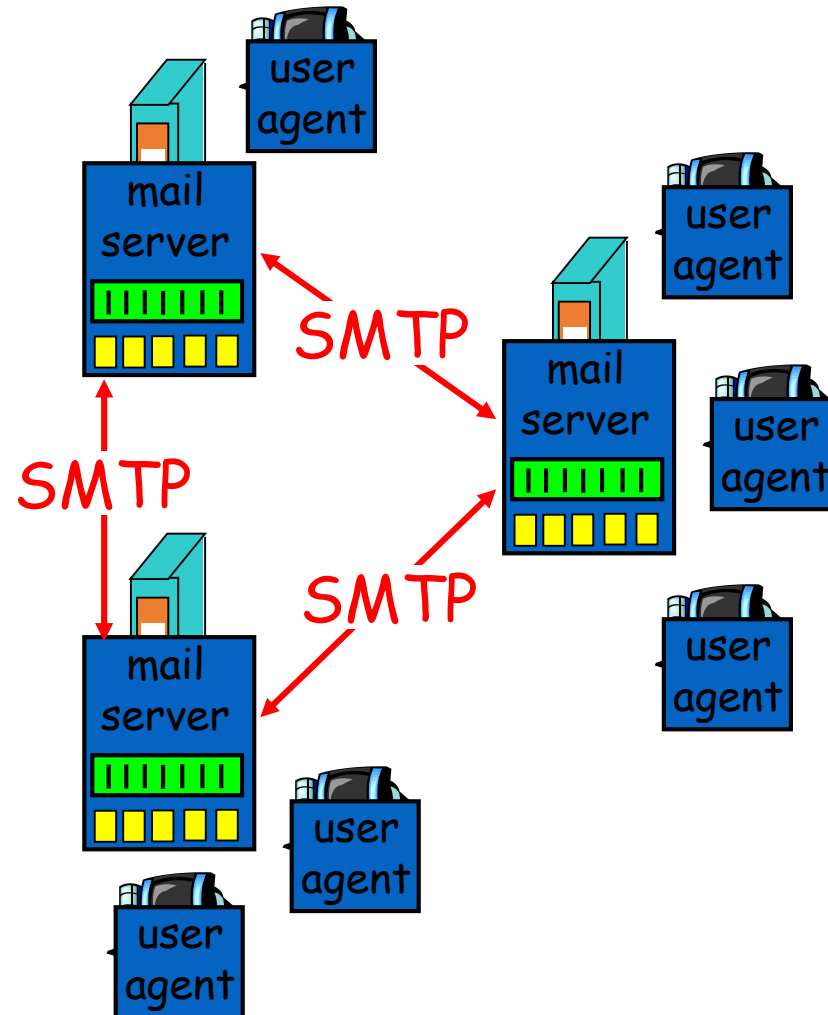 user
agent
mail
server
user
agent
SMTP
mail
server
user
agent
SMTP
SMTP
user
agent
mail
server
user
agent
user
agent